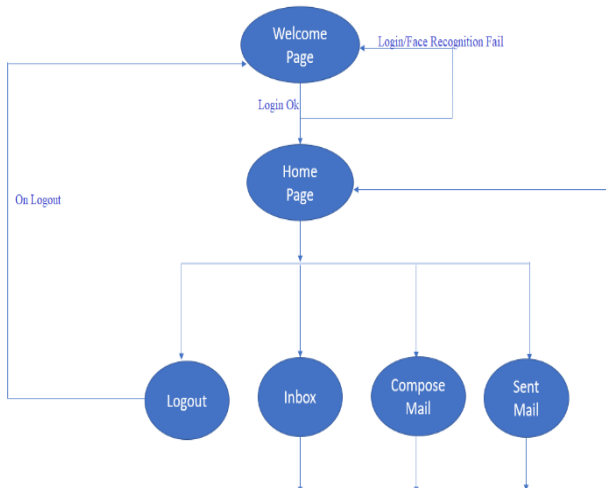 Welcome
Page
Login/Face Recognition Fail
Login Ok
Home
Page
On Logout
Logout
Inbox
Compose
Mail
Sent
Mail